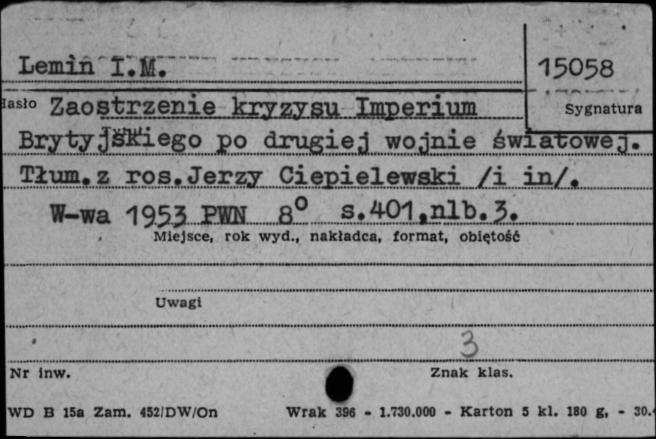 Lemin I.M.
15058
Hasło Zaostrzenie kryzysu Imperium
Sygnatura
Brytyjskiego po drugiej wojnie światowej.
Tłum.z ros.Jerzy Ciepielewski /i in/.
W-wa 1953 PWN 8° s.401,nlb.3.
Miejsce, rok wyd., nakładca, format, objętość
Uwagi
3
Nr inw.
Znak klas.
WD B 15a Zam. 452/DW/On Wrak 396 - 1.730.000 - Karton 5 kl. 180 g, - 30.